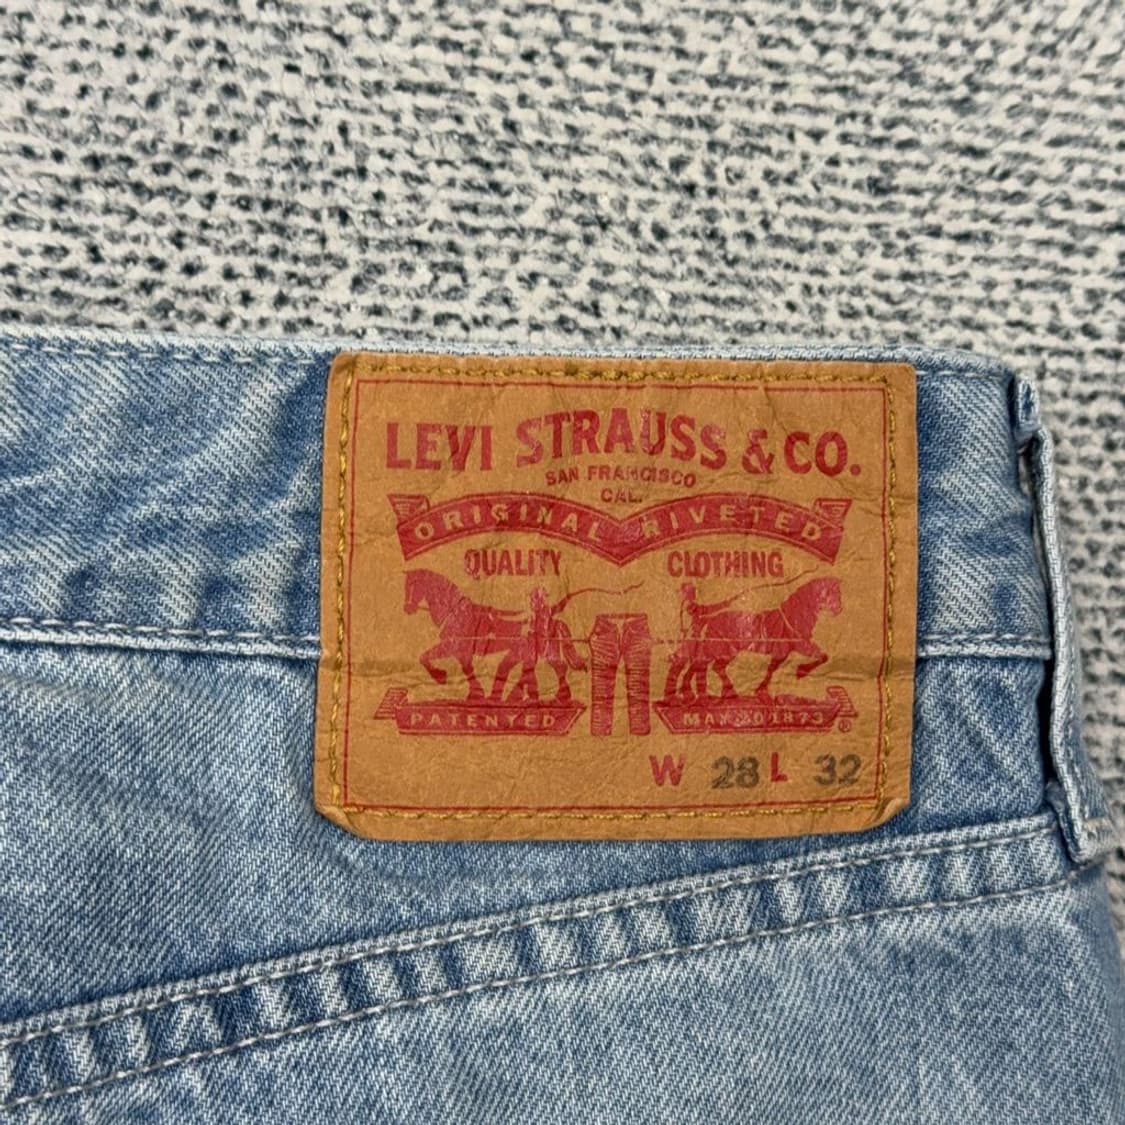 LEVI STRAUSS & CO.
SAN FRANCISCO
CAL.
ORIGINAL RIVETED
QUALITY CLOTHING
PATENTED MAY 20 1873 ®
W 28 L 32